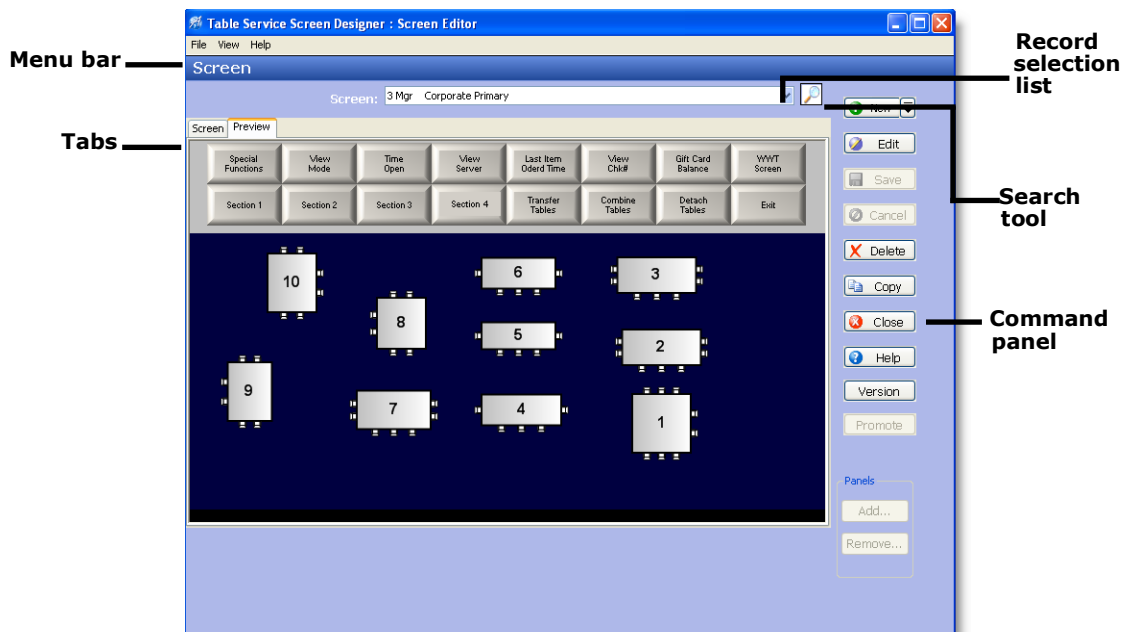 Table Service Screen Designer : Screen Editor
File View Help
Menu bar
Screen
Record
selection
list
Screen:
3 Mgr Corporate Primary
New
Tabs
Screen
Preview
Edit
Special
Functions
View
Mode
Time
Open
View
Server
Last Item
Oderd Time
View
Chk#
Gift Card
Balance
WWT
Screen
Save
Section 1
Section 2
Section 3
Section 4
Transfer
Tables
Combine
Tables
Detach
Tables
Exit
Search
tool
Cancel
Delete
10
6
3
Copy
8
5
2
Close
Command
panel
Help
9
7
4
1
Version
Promote
Panels
Add...
Remove...